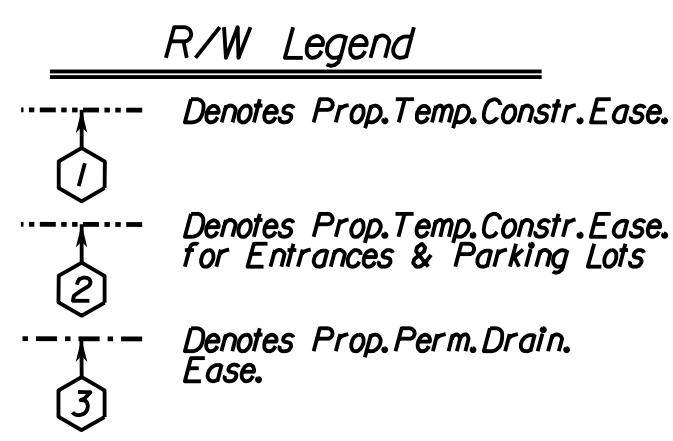 R/W Legend
Denotes Prop.Temp.Constr.Ease.
1
Denotes Prop.Temp.Constr.Ease.
for Entrances & Parking Lots
2
Denotes Prop.Perm.Drain.
Ease.
3